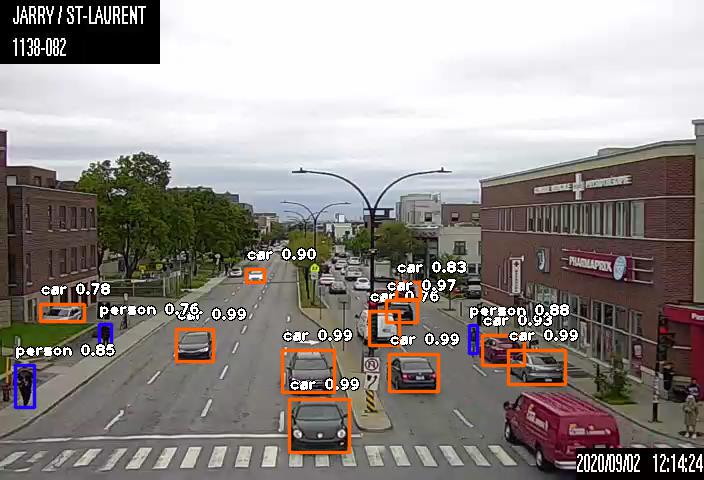 JARRY / ST-LAURENT
1138-082
car 0.90
car 0.83
car 0.97
car 0.76
car 0.78
person 0.76
car 0.99
person 0.88
car 0.93
car 0.99
car 0.99
car 0.99
person 0.85
car 0.99
PHARMAPRIX
2020/09/02 12:14:24